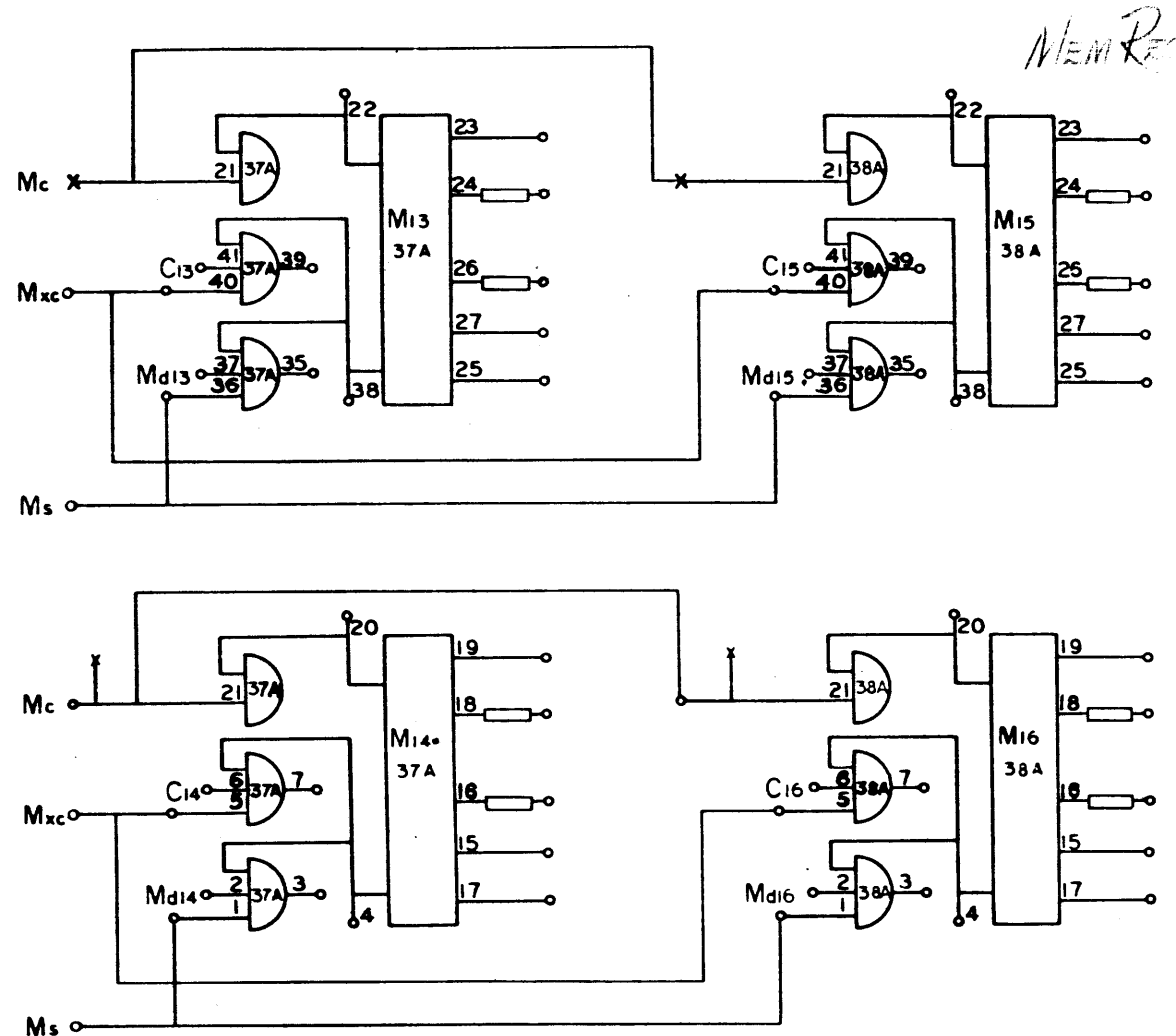 MEM
22 22
23 23
21 37A 21 38A
Mc
24 24
M13 M15
37A 38A
C13 41 37A 39 C15 41 38A 39
Mxc 40 40
26 26
27 27
Md13 37 37A 35 Md15. 37 38A 35
36 36
38 25 38 25
Ms
20 20
19 19
21 37A 21 38A
Mc
18 18
M14 M16
37A 38A
C14 6 37A 7 C16 6 38A 7
Mxc 5 5
16 16
15 15
Md14 2 37A 3 Md16 2 38A 3
1 1
4 17 4 17
Ms